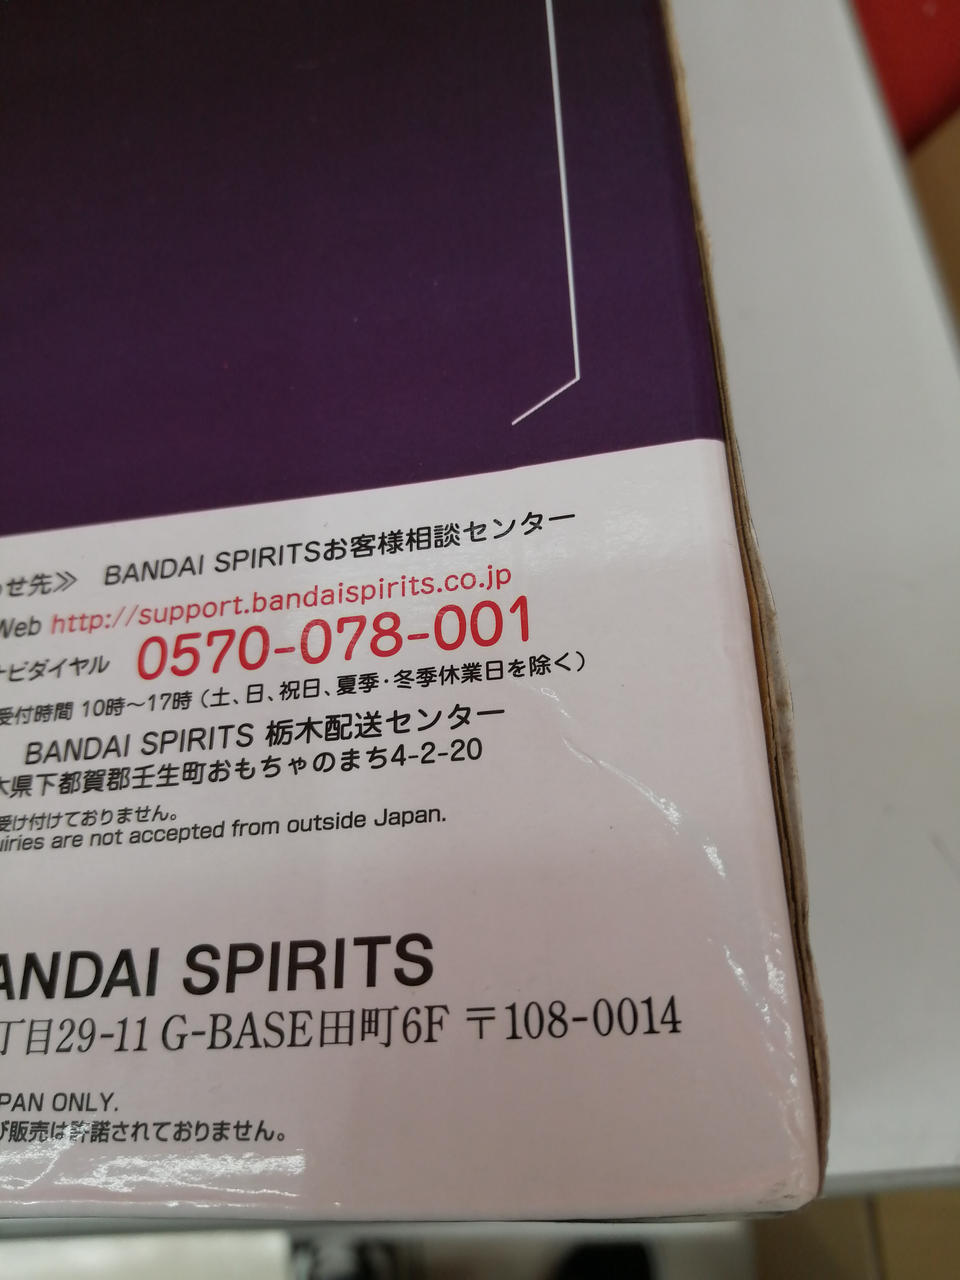 せ先≫ BANDAI SPIRITSお客様相談センター
Web http://support.bandaispirits.co.jp
ナビダイヤル 0570-078-001
受付時間 10時～17時（土、日、祝日、夏季・冬季休業日を除く）
BANDAI SPIRITS 栃木配送センター
木県下都賀郡壬生町おもちゃのまち4-2-20
受け付けておりません。
uiries are not accepted from outside Japan.
ANDAI SPIRITS
丁目29-11 G-BASE田町6F 〒108-0014
PAN ONLY.
び販売は許諾されておりません。